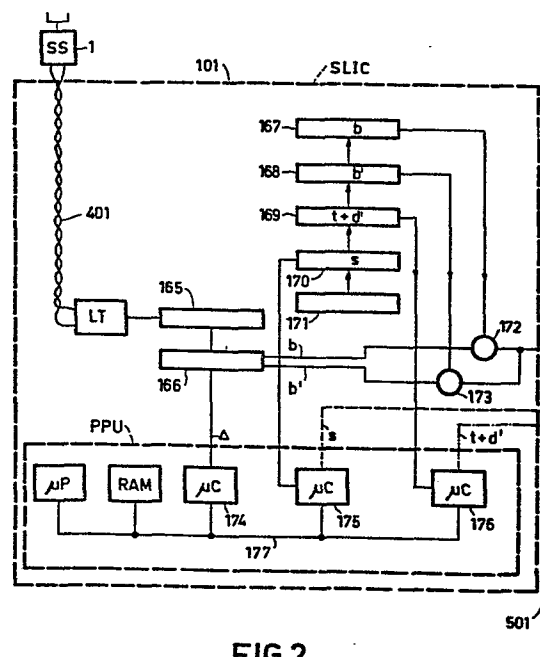 SS 1
101 SLIC
167 b
168 b'
401 169 t+d'
170 s
LT 165 171
172
166 b
b' 173
PPU Δ s t+d'
μP RAM μC μC μC
174 175 176
177
501
FIG.2